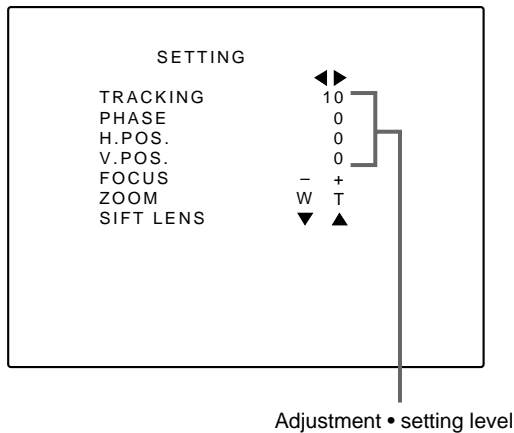 SETTING
◀ ▶
TRACKING 10
PHASE 0
H.POS. 0
V.POS. 0
FOCUS – +
ZOOM W T
SIFT LENS ▼ ▲
Adjustment • setting level